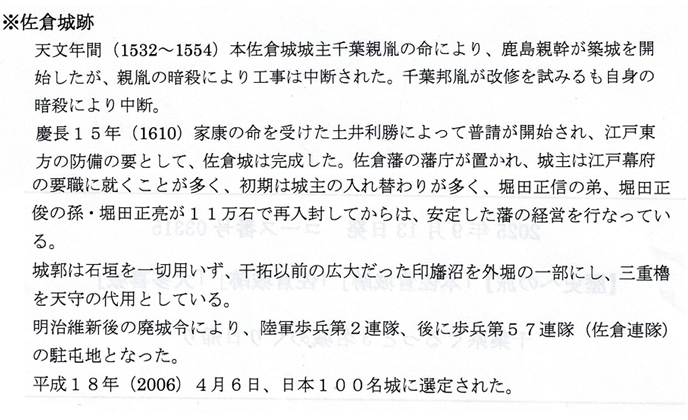 ※佐倉城跡
天文年間（1532～1554）本佐倉城城主千葉親胤の命により、鹿島親幹が築城を開
始したが、親胤の暗殺により工事は中断された。千葉邦胤が改修を試みるも自身の
暗殺により中断。
慶長１５年（1610）家康の命を受けた土井利勝によって普請が開始され、江戸東
方の防備の要として、佐倉城は完成した。佐倉藩の藩庁が置かれ、城主は江戸幕府
の要職に就くことが多く、初期は城主の入れ替わりが多く、堀田正信の弟、堀田正
俊の孫・堀田正亮が１１万石で再入封してからは、安定した藩の経営を行なってい
る。
城郭は石垣を一切用いず、干拓以前の広大だった印旛沼を外堀の一部にし、三重櫓
を天守の代用としている。
明治維新後の廃城令により、陸軍歩兵第２連隊、後に歩兵第５７連隊（佐倉連隊）
の駐屯地となった。
平成１８年（2006）４月６日、日本１００名城に選定された。